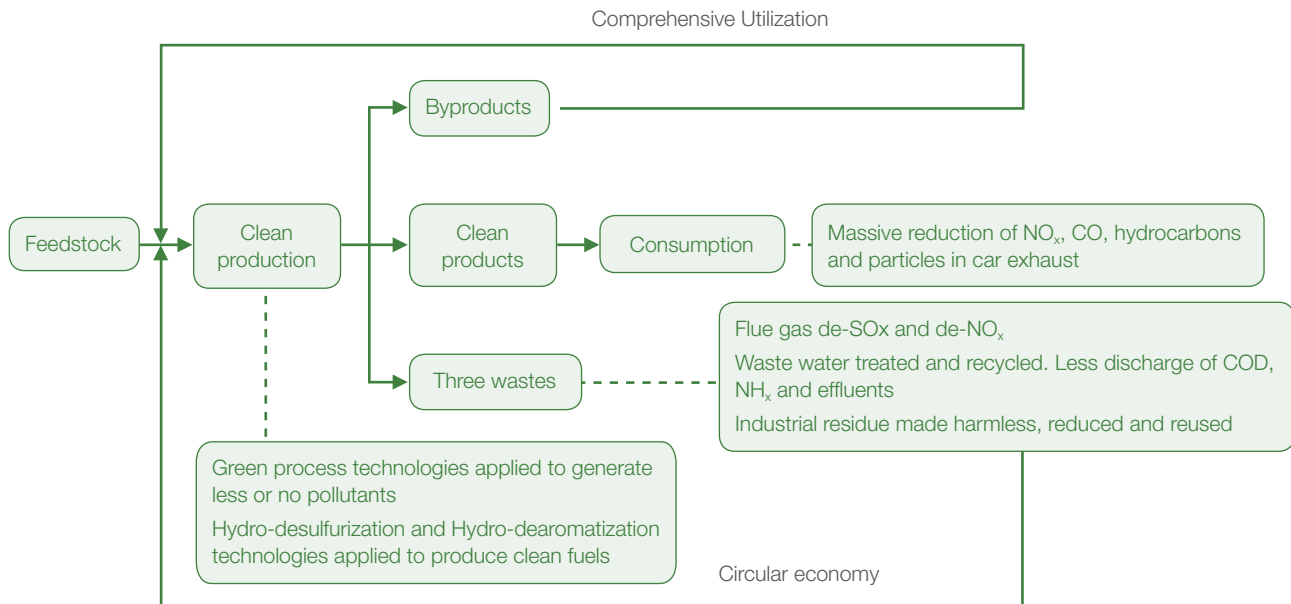 Comprehensive Utilization
Byproducts
Feedstock
Clean
production
Clean
products
Consumption
Massive reduction of NOₓ, CO, hydrocarbons
and particles in car exhaust
Three wastes
Flue gas de-SOx and de-NOₓ
Waste water treated and recycled. Less discharge of COD,
NHₓ and effluents
Industrial residue made harmless, reduced and reused
Green process technologies applied to generate
less or no pollutants
Hydro-desulfurization and Hydro-dearomatization
technologies applied to produce clean fuels
Circular economy